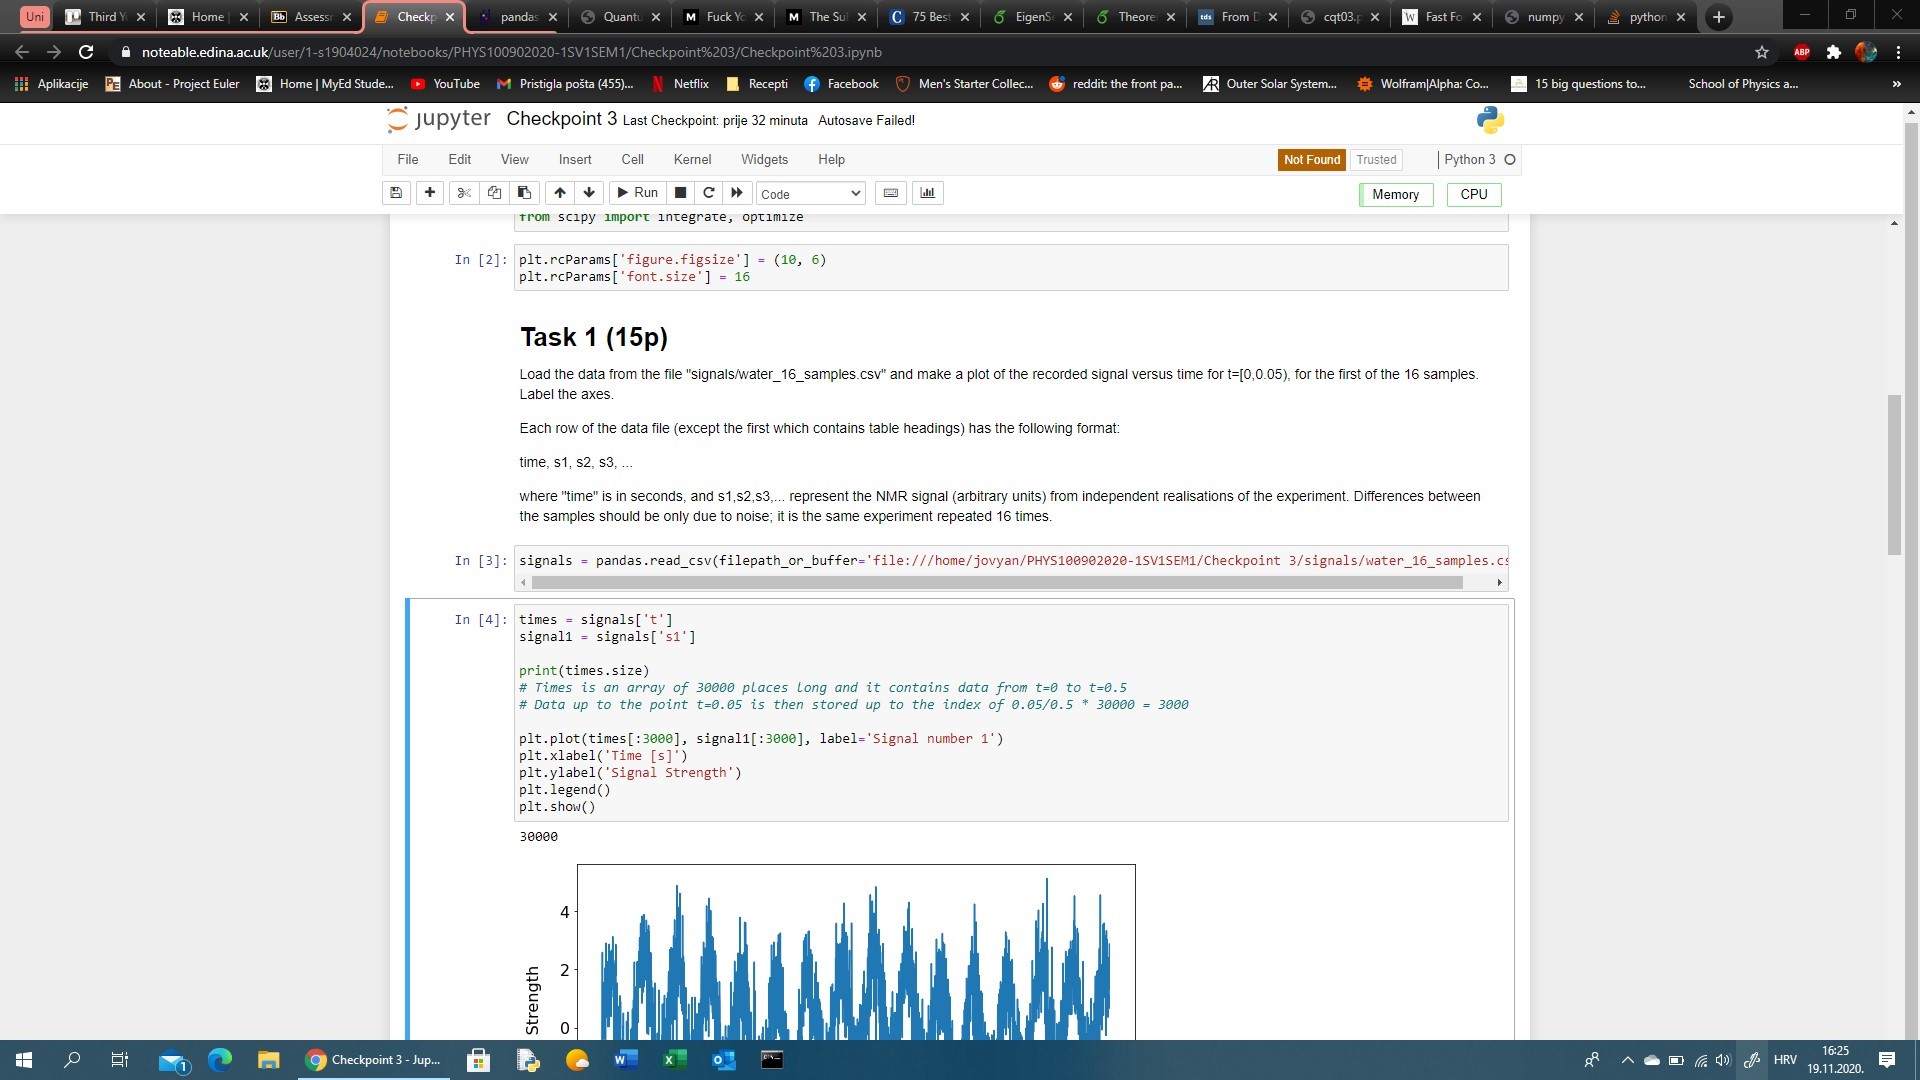 Uni Third Y Home Assessm Checkp pandas Quantu Fuck Yo The Sul 75 Best EigenS Theore From D cqt03.p Fast Fo numpy python
noteable.edina.ac.uk/user/1-s1904024/notebooks/PHYS100902020-1SV1SEM1/Checkpoint%203/Checkpoint%203.ipynb ABP
Aplikacije About - Project Euler Home | MyEd Stude... YouTube Pristigla pošta (455)... Netflix Recepti Facebook Men's Starter Collec... reddit: the front pa... Outer Solar System... Wolfram|Alpha: Co... 15 big questions to... School of Physics a... »
jupyter Checkpoint 3 Last Checkpoint: prije 32 minuta Autosave Failed!
File Edit View Insert Cell Kernel Widgets Help Not Found Trusted Python 3
Run Code Memory CPU
from scipy import integrate, optimize
In [2]: plt.rcParams['figure.figsize'] = (10, 6)
plt.rcParams['font.size'] = 16
Task 1 (15p)
Load the data from the file "signals/water_16_samples.csv" and make a plot of the recorded signal versus time for t=[0,0.05), for the first of the 16 samples.
Label the axes.
Each row of the data file (except the first which contains table headings) has the following format:
time, s1, s2, s3, ...
where "time" is in seconds, and s1,s2,s3,... represent the NMR signal (arbitrary units) from independent realisations of the experiment. Differences between
the samples should be only due to noise; it is the same experiment repeated 16 times.
In [3]: signals = pandas.read_csv(filepath_or_buffer='file:///home/jovyan/PHYS100902020-1SV1SEM1/Checkpoint 3/signals/water_16_samples.cs
In [4]: times = signals['t']
signal1 = signals['s1']
print(times.size)
# Times is an array of 30000 places long and it contains data from t=0 to t=0.5
# Data up to the point t=0.05 is then stored up to the index of 0.05/0.5 * 30000 = 3000
plt.plot(times[:3000], signal1[:3000], label='Signal number 1')
plt.xlabel('Time [s]')
plt.ylabel('Signal Strength')
plt.legend()
plt.show()
30000
4
2
0
Strength
Checkpoint 3 - Jup... HRV 16:25
19.11.2020.